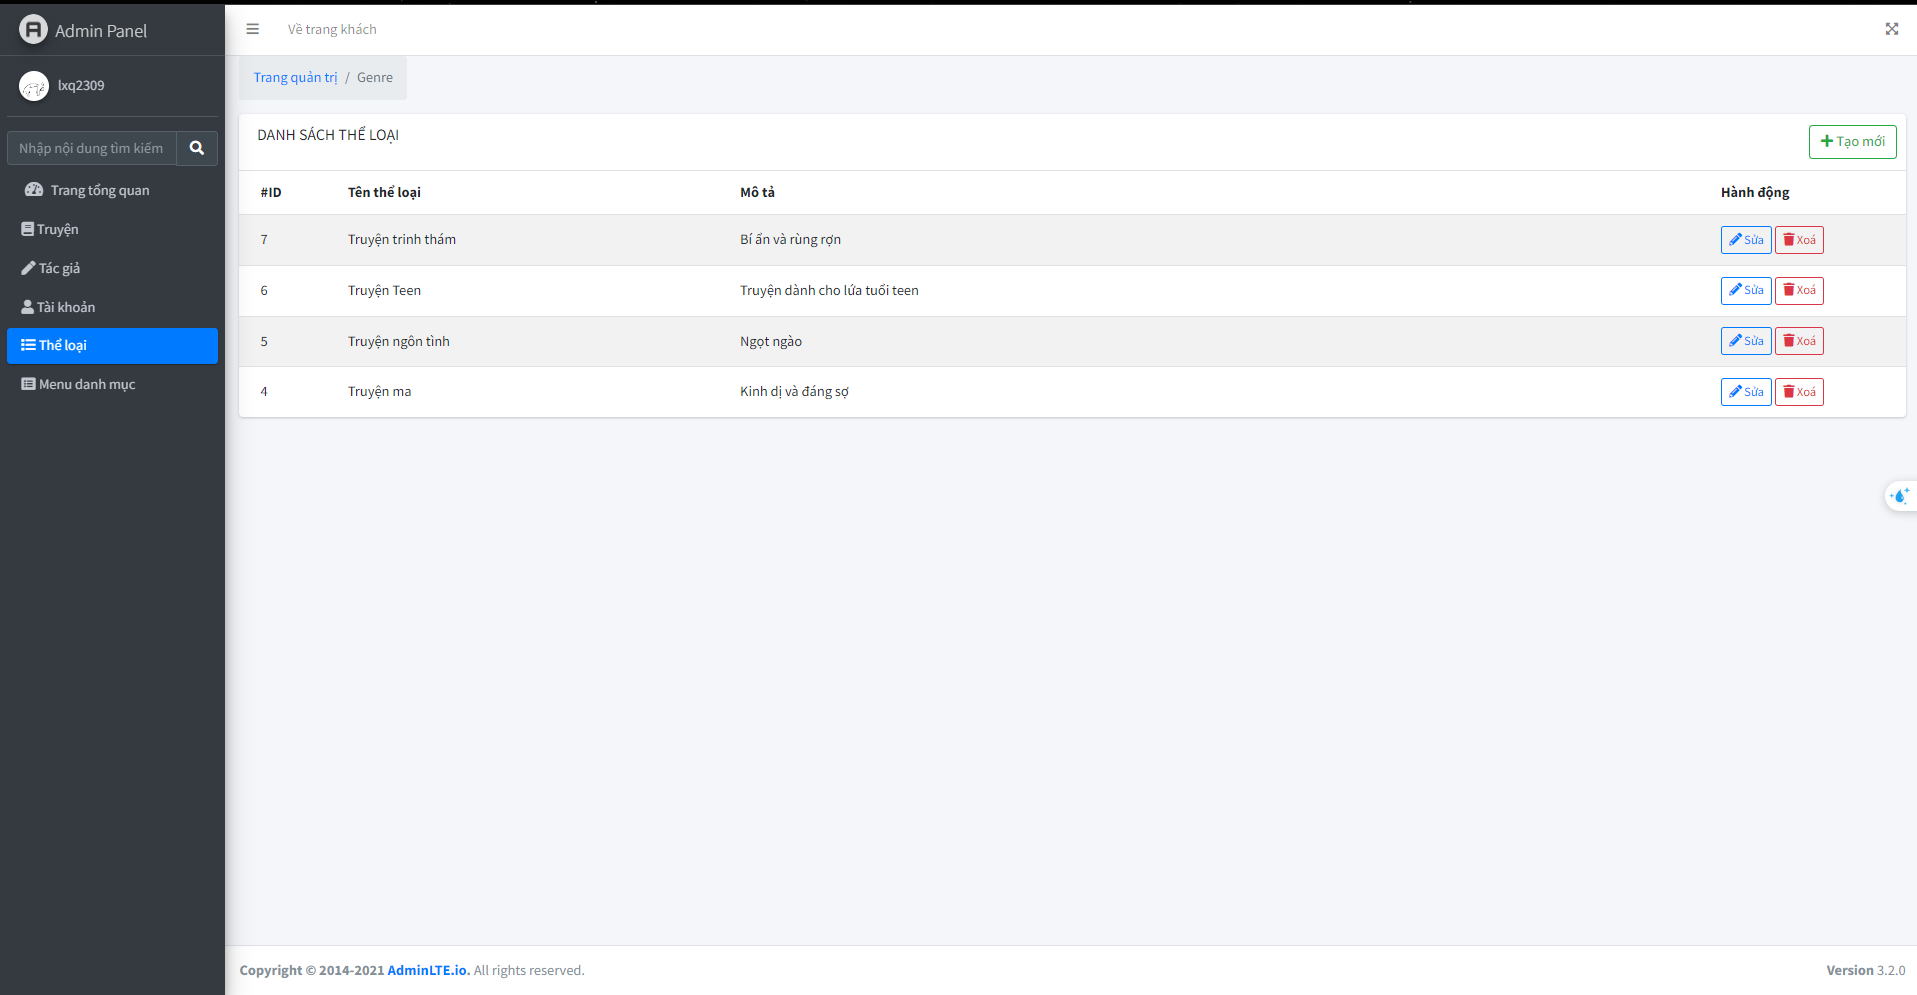 Admin Panel
Về trang khách
lxq2309
Nhập nội dung tìm kiếm
Trang tổng quan
Truyện
Tác giả
Tài khoản
Thể loại
Menu danh mục
Trang quản trị / Genre
DANH SÁCH THỂ LOẠI
Tạo mới
#ID Tên thể loại Mô tả Hành động
7 Truyện trinh thám Bí ẩn và rùng rợn Sửa Xoá
6 Truyện Teen Truyện dành cho lứa tuổi teen Sửa Xoá
5 Truyện ngôn tình Ngọt ngào Sửa Xoá
4 Truyện ma Kinh dị và đáng sợ Sửa Xoá
Copyright © 2014-2021 AdminLTE.io. All rights reserved.
Version 3.2.0